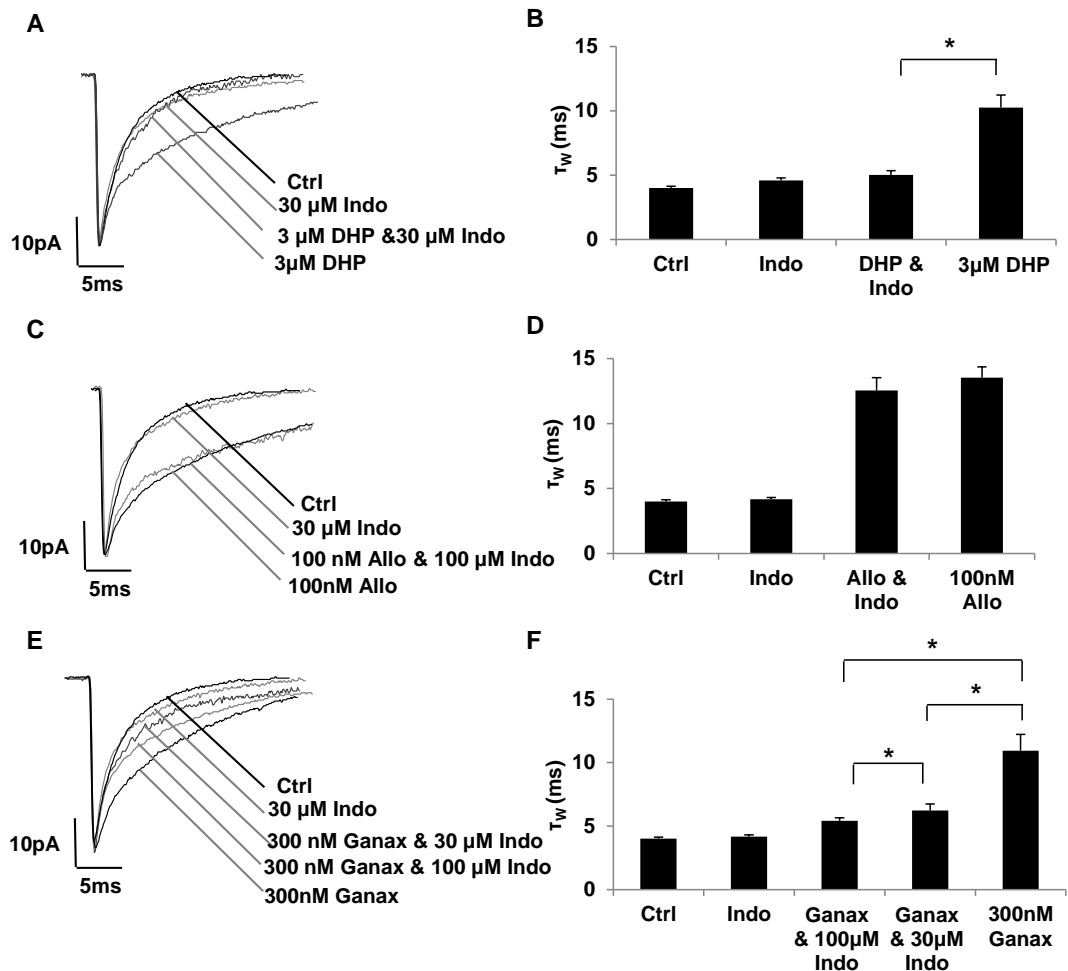 A
Ctrl
30 µM Indo
3 µM DHP &30 µM Indo
3µM DHP
10pA
5ms
B
15
10
5
0
τW (ms)
*
Ctrl
Indo
DHP &
Indo
3µM DHP
C
Ctrl
30 µM Indo
100 nM Allo & 100 µM Indo
100nM Allo
10pA
5ms
D
15
10
5
0
τW (ms)
Ctrl
Indo
Allo &
Indo
100nM
Allo
E
Ctrl
30 µM Indo
300 nM Ganax & 30 µM Indo
300 nM Ganax & 100 µM Indo
300nM Ganax
10pA
5ms
F
15
10
5
0
τW (ms)
*
*
*
Ctrl
Indo
Ganax
& 100µM
Indo
Ganax
& 30µM
Indo
300nM
Ganax